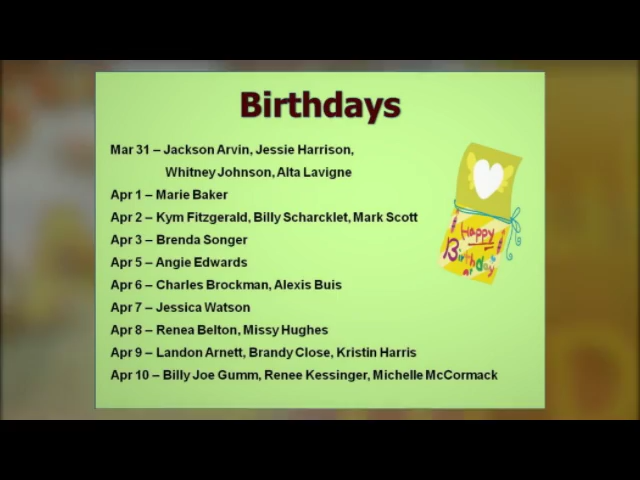 Birthdays
Mar 31 – Jackson Arvin, Jessie Harrison,
Whitney Johnson, Alta Lavigne
Apr 1 – Marie Baker
Apr 2 – Kym Fitzgerald, Billy Scharcklet, Mark Scott
Apr 3 – Brenda Songer
Apr 5 – Angie Edwards
Apr 6 – Charles Brockman, Alexis Buis
Apr 7 – Jessica Watson
Apr 8 – Renea Belton, Missy Hughes
Apr 9 – Landon Arnett, Brandy Close, Kristin Harris
Apr 10 – Billy Joe Gumm, Renee Kessinger, Michelle McCormack
Happy
Birthday